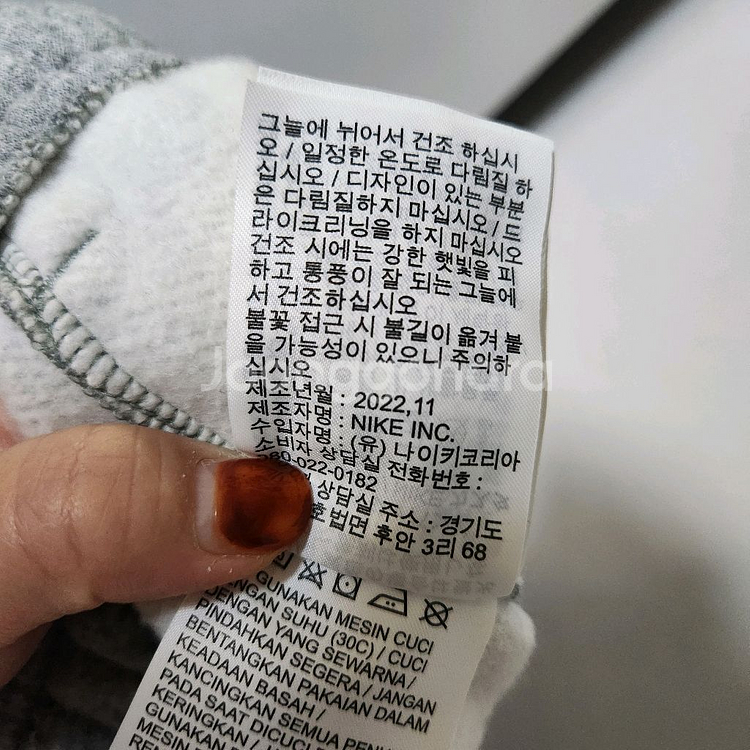 그늘에 뉘어서 건조 하십시
오 / 일정한 온도로 다림질 하
십시오 / 디자인이 있는 부분
은 다림질하지 마십시오 / 드
라이크리닝을 하지 마십시오
건조 시에는 강한 햇빛을 피
하고 통풍이 잘 되는 그늘에
서 건조하십시오
불꽃 접근 시 불길이 옮겨 붙
을 가능성이 있으니 주의하
십시오
제조년월 : 2022,11
제조자명 : NIKE INC.
수입자명 : (유) 나이키코리아
소비자 상담실 전화번호 :
080-022-0182
상담실 주소 : 경기도
호법면 후안 3리 68
GUNAKAN MESIN CUCI
DENGAN SUHU (30C) / CUCI
DENGAN YANG SEWARNA/
PINDAHKAN SEGERA / JANGAN
BENTANGKAN PAKAIAN DALAM
KEADAAN BASAH /
KANCINGKAN SEMUA
PADA SAAT DICUCI
KERINGKAN /
GUNAKAN
MESIN